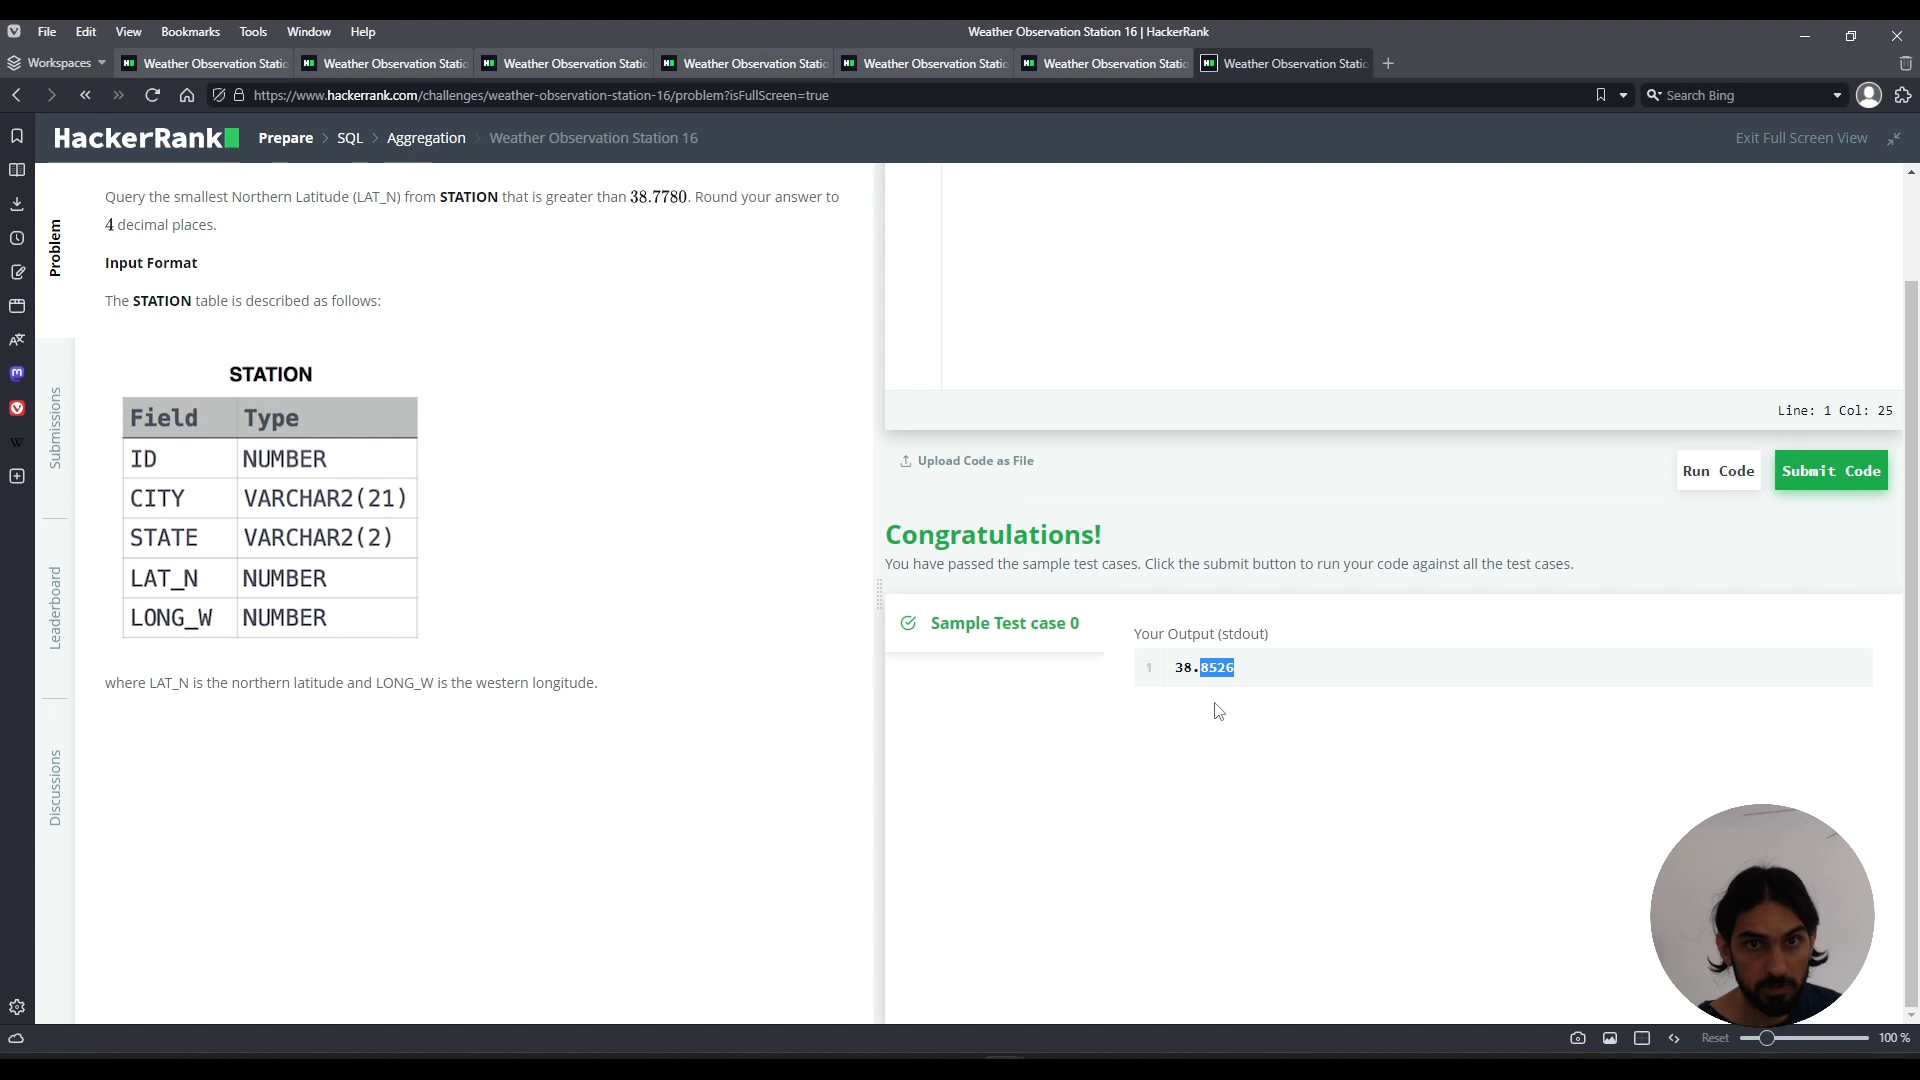 File Edit View Bookmarks Tools Window Help
Weather Observation Station 16 | HackerRank
Workspaces
Weather Observation Static
Weather Observation Static
Weather Observation Static
Weather Observation Static
Weather Observation Static
Weather Observation Static
Weather Observation Static
https://www.hackerrank.com/challenges/weather-observation-station-16/problem?isFullScreen=true
Search Bing
HackerRank
Prepare > SQL > Aggregation > Weather Observation Station 16
Exit Full Screen View
Problem
Submissions
Leaderboard
Discussions
Query the smallest Northern Latitude (LAT_N) from STATION that is greater than 38.7780. Round your answer to
4 decimal places.
Input Format
The STATION table is described as follows:
STATION
Field Type
ID NUMBER
CITY VARCHAR2(21)
STATE VARCHAR2(2)
LAT_N NUMBER
LONG_W NUMBER
where LAT_N is the northern latitude and LONG_W is the western longitude.
Line: 1 Col: 25
Upload Code as File
Run Code
Submit Code
Congratulations!
You have passed the sample test cases. Click the submit button to run your code against all the test cases.
Sample Test case 0
Your Output (stdout)
1 38.8526
Reset
100 %